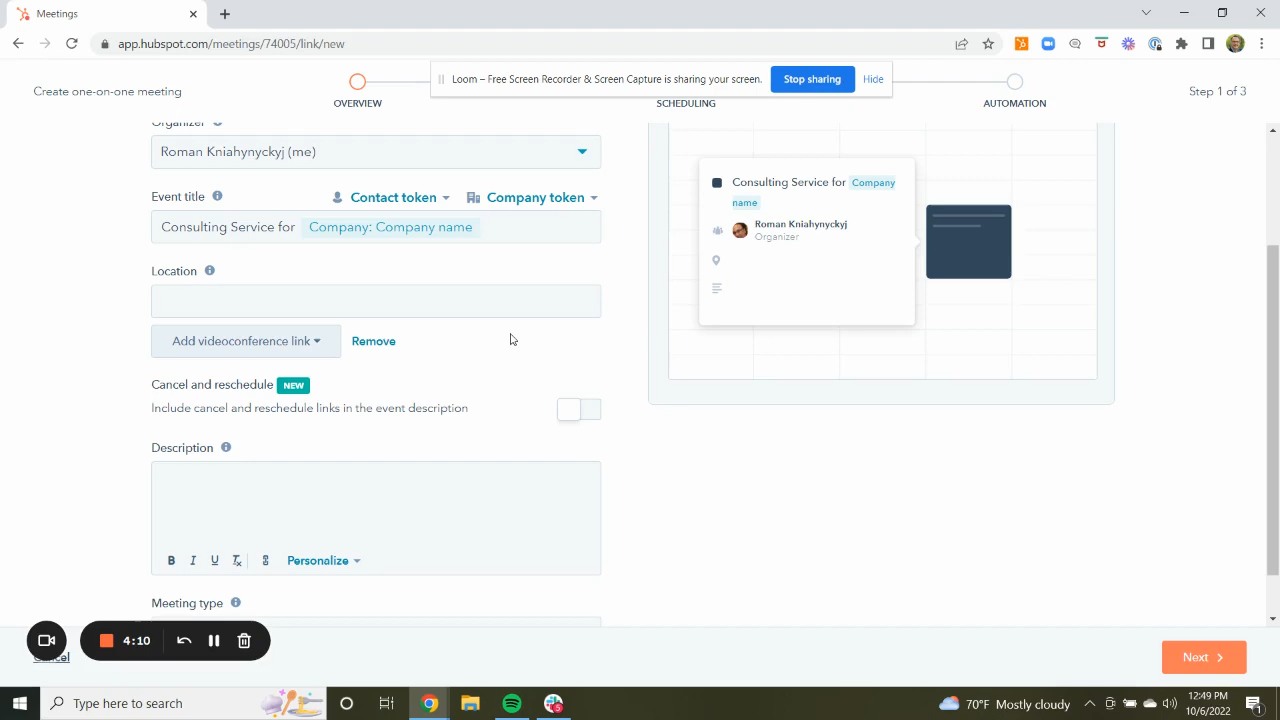 Meetings
app.hubspot.com/meetings/74005/link/new
Loom – Free Screen Recorder & Screen Capture is sharing your screen.
Stop sharing
Hide
Create one-on-one meeting
OVERVIEW
SCHEDULING
AUTOMATION
Step 1 of 3
Organizer
Roman Kniahynyckyj (me)
Event title
Contact token
Company token
Consulting Service for Company: Company name
Location
Add videoconference link
Remove
Cancel and reschedule NEW
Include cancel and reschedule links in the event description
Description
B I U Tx
Personalize
Meeting type
Consulting Service for Company
name
Roman Kniahynyckyj
Organizer
4:10
Cancel
Next
Type here to search
70°F Mostly cloudy
12:49 PM
10/6/2022